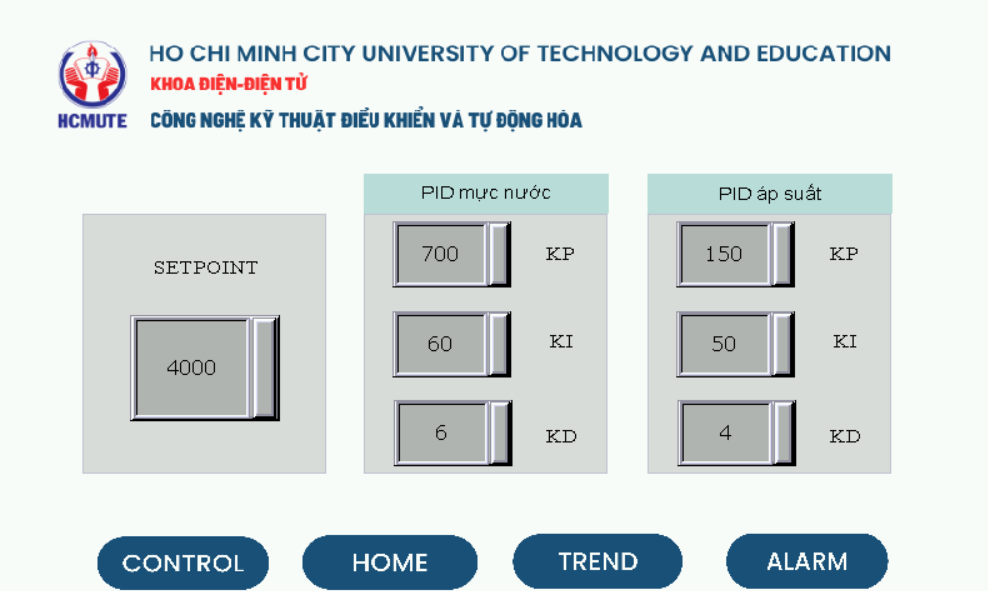 HO CHI MINH CITY UNIVERSITY OF TECHNOLOGY AND EDUCATION
KHOA ĐIỆN-ĐIỆN TỬ
HCMUTE
CÔNG NGHỆ KỸ THUẬT ĐIỀU KHIỂN VÀ TỰ ĐỘNG HÓA
SETPOINT
4000
PID mực nước
700 KP
60 KI
6 KD
PID áp suất
150 KP
50 KI
4 KD
CONTROL
HOME
TREND
ALARM